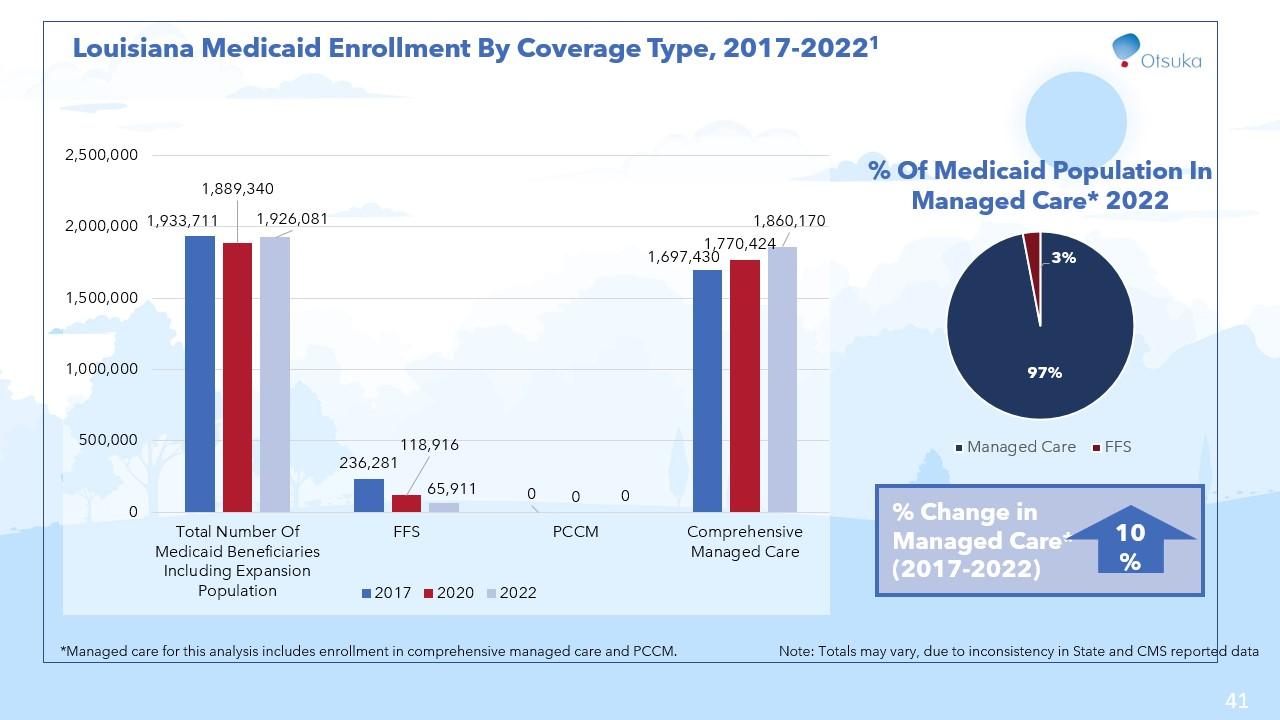 Louisiana Medicaid Enrollment By Coverage Type, 2017-2022¹
Otsuka
2,500,000
2,000,000
1,500,000
1,000,000
500,000
0
1,933,711
1,889,340
1,926,081
236,281
118,916
65,911
0
0
0
1,697,430
1,770,424
1,860,170
Total Number Of
Medicaid Beneficiaries
Including Expansion
Population
FFS
PCCM
Comprehensive
Managed Care
2017
2020
2022
% Of Medicaid Population In
Managed Care* 2022
3%
97%
Managed Care
FFS
% Change in
Managed Care*
(2017-2022)
10
%
*Managed care for this analysis includes enrollment in comprehensive managed care and PCCM.
Note: Totals may vary, due to inconsistency in State and CMS reported data
41